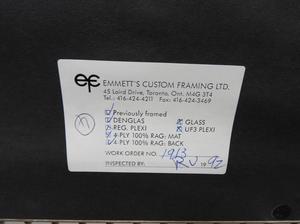 ef EMMETT'S CUSTOM FRAMING LTD.
45 Laird Drive, Toronto, Ont. M4G 3T4
Tel.: 416-424-4211 Fax: 416-424-3469
Previously framed
DENGLAS GLASS
REG. PLEXI UF3 PLEXI
4-PLY 100% RAG: MAT
4-PLY 100% RAG: BACK
WORK ORDER NO.: 1913
INSPECTED BY: RV 1992